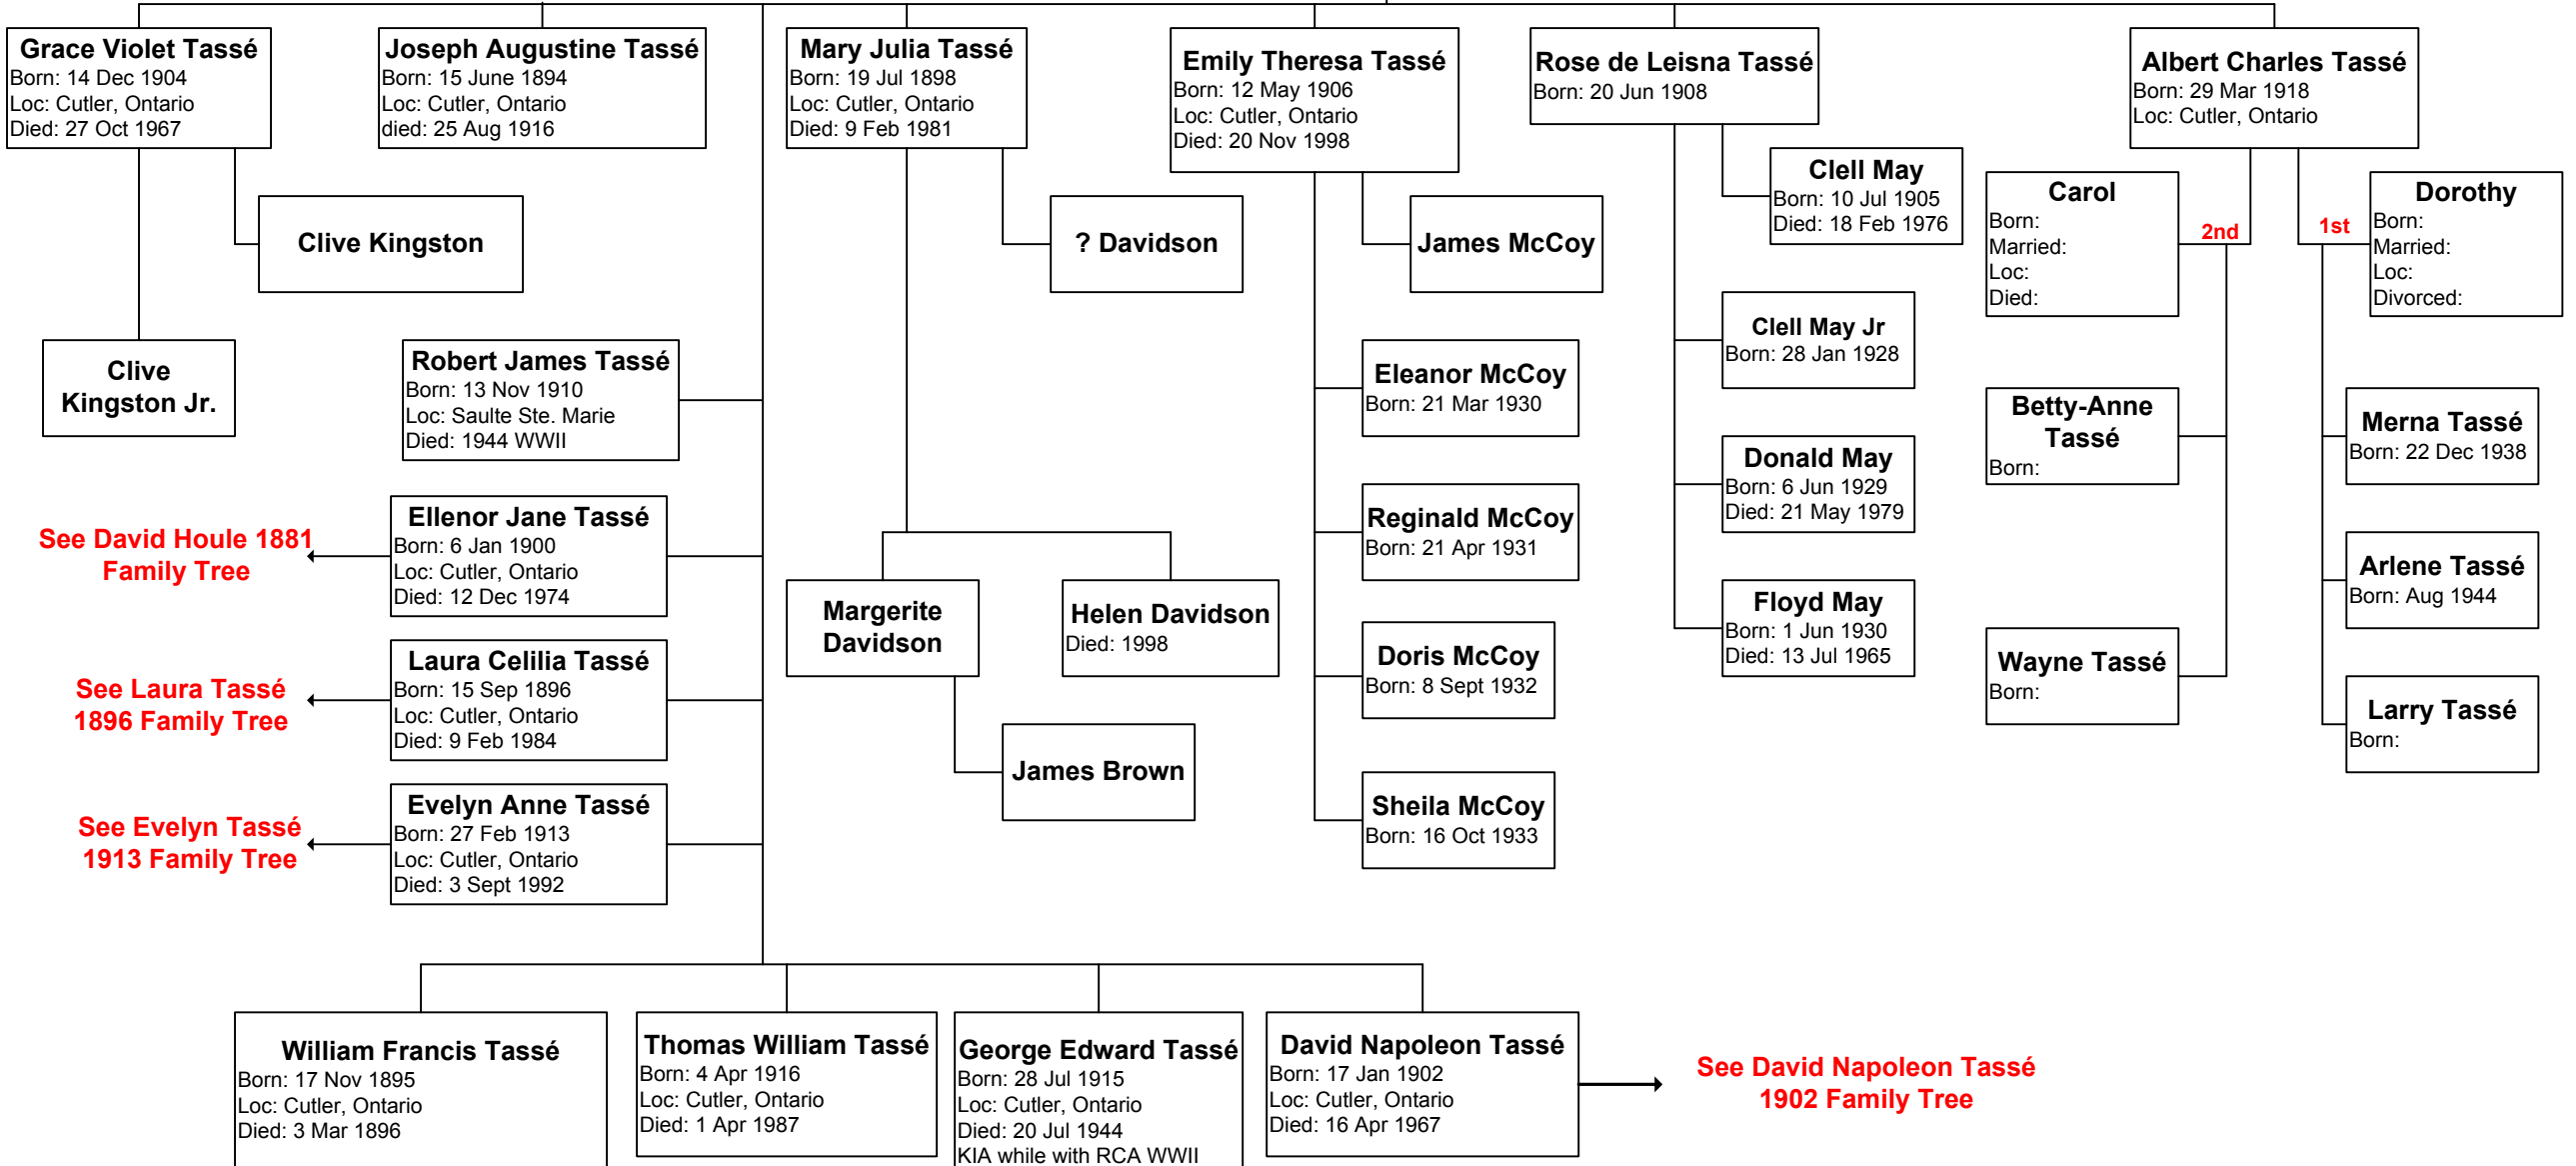 Grace Violet Tassé
Born: 14 Dec 1904
Loc: Cutler, Ontario
Died: 27 Oct 1967
Joseph Augustine Tassé
Born: 15 June 1894
Loc: Cutler, Ontario
died: 25 Aug 1916
Mary Julia Tassé
Born: 19 Jul 1898
Loc: Cutler, Ontario
Died: 9 Feb 1981
Emily Theresa Tassé
Born: 12 May 1906
Loc: Cutler, Ontario
Died: 20 Nov 1998
Rose de Leisna Tassé
Born: 20 Jun 1908
Albert Charles Tassé
Born: 29 Mar 1918
Loc: Cutler, Ontario
Clive Kingston
? Davidson
James McCoy
Clell May
Born: 10 Jul 1905
Died: 18 Feb 1976
Carol
Born:
Married:
Loc:
Died:
2nd
1st
Dorothy
Born:
Married:
Loc:
Divorced:
Clive
Kingston Jr.
Robert James Tassé
Born: 13 Nov 1910
Loc: Saulte Ste. Marie
Died: 1944 WWII
Eleanor McCoy
Born: 21 Mar 1930
Clell May Jr
Born: 28 Jan 1928
Betty-Anne
Tassé
Born:
Merna Tassé
Born: 22 Dec 1938
See David Houle 1881
Family Tree
Ellenor Jane Tassé
Born: 6 Jan 1900
Loc: Cutler, Ontario
Died: 12 Dec 1974
Reginald McCoy
Born: 21 Apr 1931
Donald May
Born: 6 Jun 1929
Died: 21 May 1979
Arlene Tassé
Born: Aug 1944
Margerite
Davidson
Helen Davidson
Died: 1998
Floyd May
Born: 1 Jun 1930
Died: 13 Jul 1965
See Laura Tassé
1896 Family Tree
Laura Celilia Tassé
Born: 15 Sep 1896
Loc: Cutler, Ontario
Died: 9 Feb 1984
Doris McCoy
Born: 8 Sept 1932
Wayne Tassé
Born:
Larry Tassé
Born:
James Brown
See Evelyn Tassé
1913 Family Tree
Evelyn Anne Tassé
Born: 27 Feb 1913
Loc: Cutler, Ontario
Died: 3 Sept 1992
Sheila McCoy
Born: 16 Oct 1933
William Francis Tassé
Born: 17 Nov 1895
Loc: Cutler, Ontario
Died: 3 Mar 1896
Thomas William Tassé
Born: 4 Apr 1916
Loc: Cutler, Ontario
Died: 1 Apr 1987
George Edward Tassé
Born: 28 Jul 1915
Loc: Cutler, Ontario
Died: 20 Jul 1944
KIA while with RCA WWII
David Napoleon Tassé
Born: 17 Jan 1902
Loc: Cutler, Ontario
Died: 16 Apr 1967
See David Napoleon Tassé
1902 Family Tree